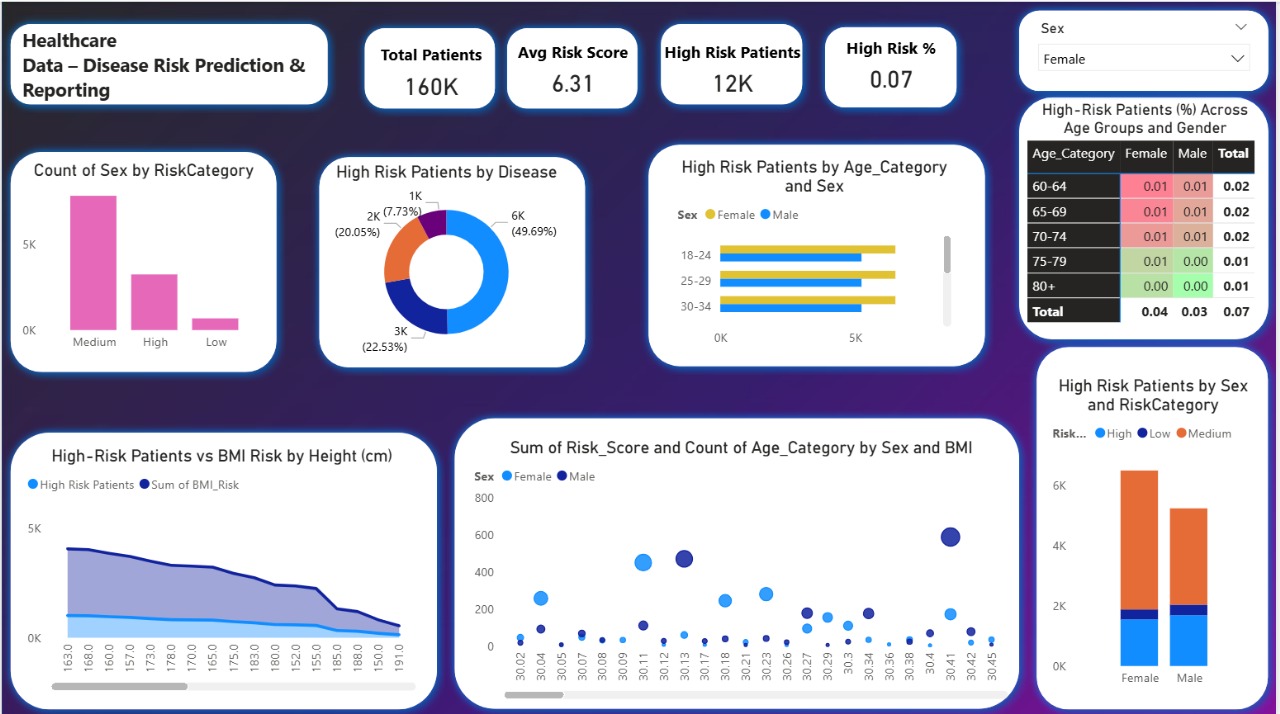 Healthcare
Data – Disease Risk Prediction &
Reporting
Total Patients
160K
Avg Risk Score
6.31
High Risk Patients
12K
High Risk %
0.07
Sex
Female
Count of Sex by RiskCategory
5K
0K
Medium High Low
High Risk Patients by Disease
1K
(7.73%)
2K
(20.05%)
6K
(49.69%)
3K
(22.53%)
High Risk Patients by Age_Category
and Sex
Sex Female Male
18-24
25-29
30-34
0K 5K
High-Risk Patients (%) Across
Age Groups and Gender
Age_Category Female Male Total
60-64 0.01 0.01 0.02
65-69 0.01 0.01 0.02
70-74 0.01 0.01 0.02
75-79 0.01 0.00 0.01
80+ 0.00 0.00 0.01
Total 0.04 0.03 0.07
High-Risk Patients vs BMI Risk by Height (cm)
High Risk Patients Sum of BMI_Risk
5K
0K
163.0 168.0 160.0 157.0 173.0 178.0 170.0 165.0 175.0 183.0 180.0 152.0 155.0 185.0 188.0 150.0 191.0
Sum of Risk_Score and Count of Age_Category by Sex and BMI
Sex Female Male
800
600
400
200
0
30.02 30.04 30.05 30.07 30.08 30.09 30.11 30.12 30.13 30.17 30.18 30.21 30.23 30.26 30.27 30.29 30.3 30.34 30.36 30.38 30.4 30.41 30.42 30.45
High Risk Patients by Sex
and RiskCategory
Risk... High Low Medium
6K
4K
2K
0K
Female Male